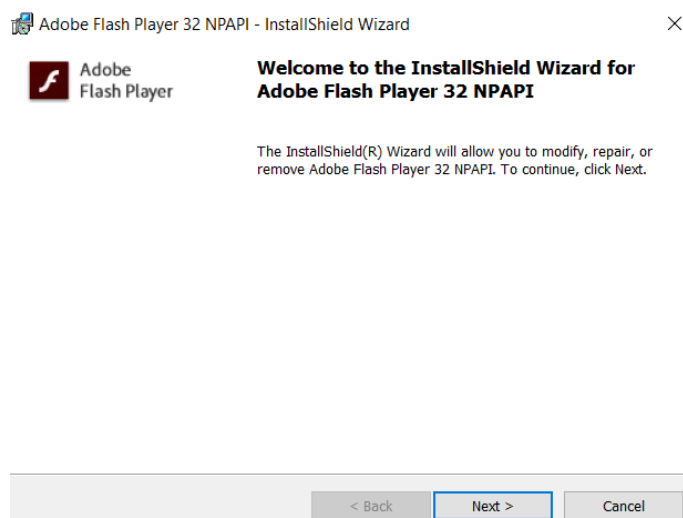 Adobe Flash Player 32 NPAPI - InstallShield Wizard
Adobe
Flash Player
Welcome to the InstallShield Wizard for
Adobe Flash Player 32 NPAPI
The InstallShield(R) Wizard will allow you to modify, repair, or
remove Adobe Flash Player 32 NPAPI. To continue, click Next.
< Back
Next >
Cancel